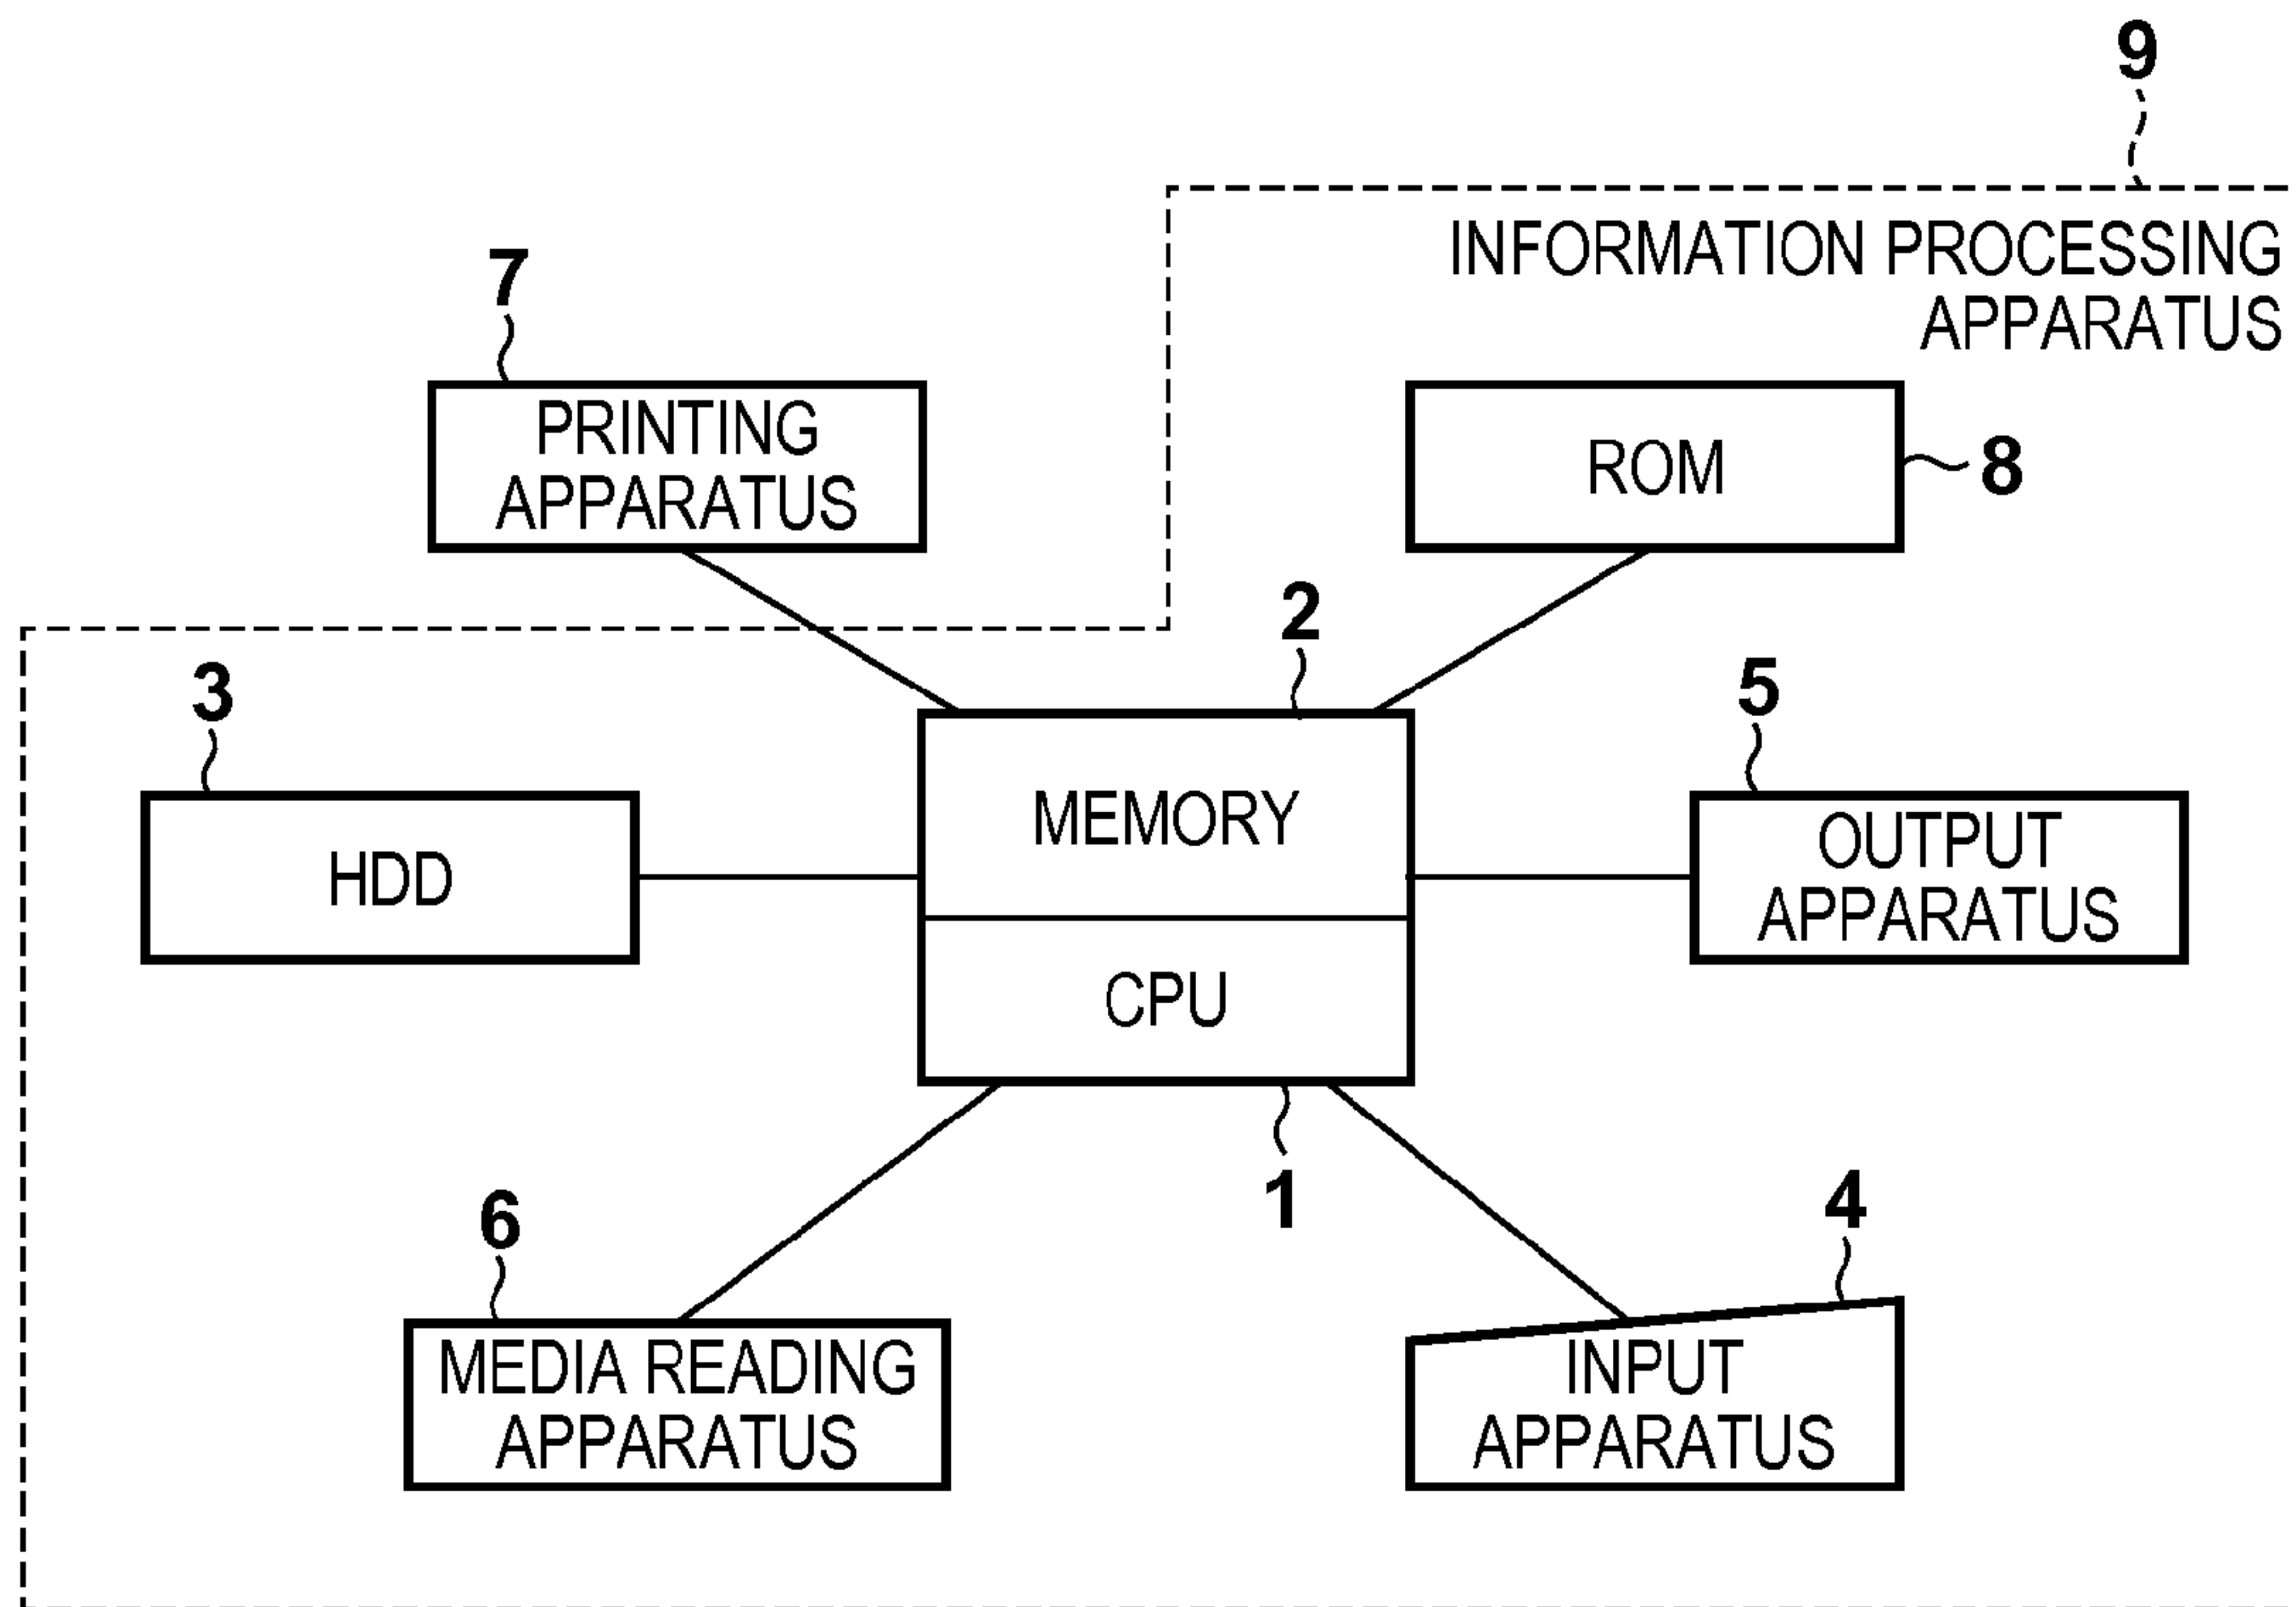 9
INFORMATION PROCESSING
APPARATUS
7
PRINTING
APPARATUS
ROM
8
2
3
5
MEMORY
HDD
OUTPUT
APPARATUS
CPU
1
6
4
MEDIA READING
APPARATUS
INPUT
APPARATUS